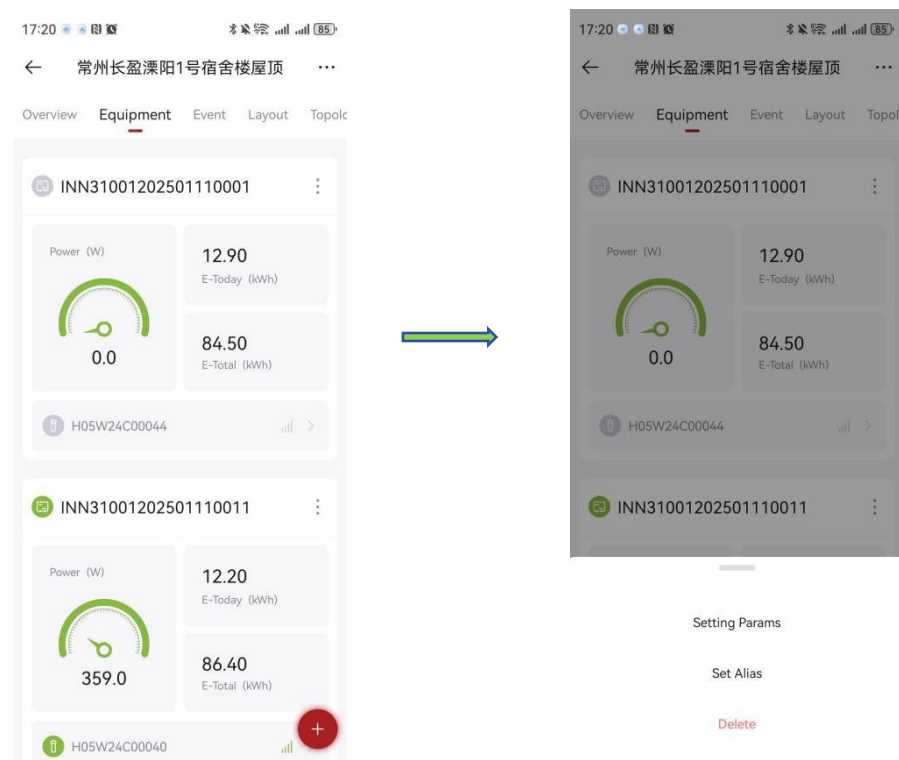 17:20
85
常州长盈溧阳1号宿舍楼屋顶
Overview Equipment Event Layout Topolo
INN31001202501110001
Power (W)
0.0
12.90
E-Today (kWh)
84.50
E-Total (kWh)
H05W24C00044
INN31001202501110011
Power (W)
359.0
12.20
E-Today (kWh)
86.40
E-Total (kWh)
H05W24C00040
17:20
85
常州长盈溧阳1号宿舍楼屋顶
Overview Equipment Event Layout Topol
INN31001202501110001
Power (W)
0.0
12.90
E-Today (kWh)
84.50
E-Total (kWh)
H05W24C00044
INN31001202501110011
Setting Params
Set Alias
Delete